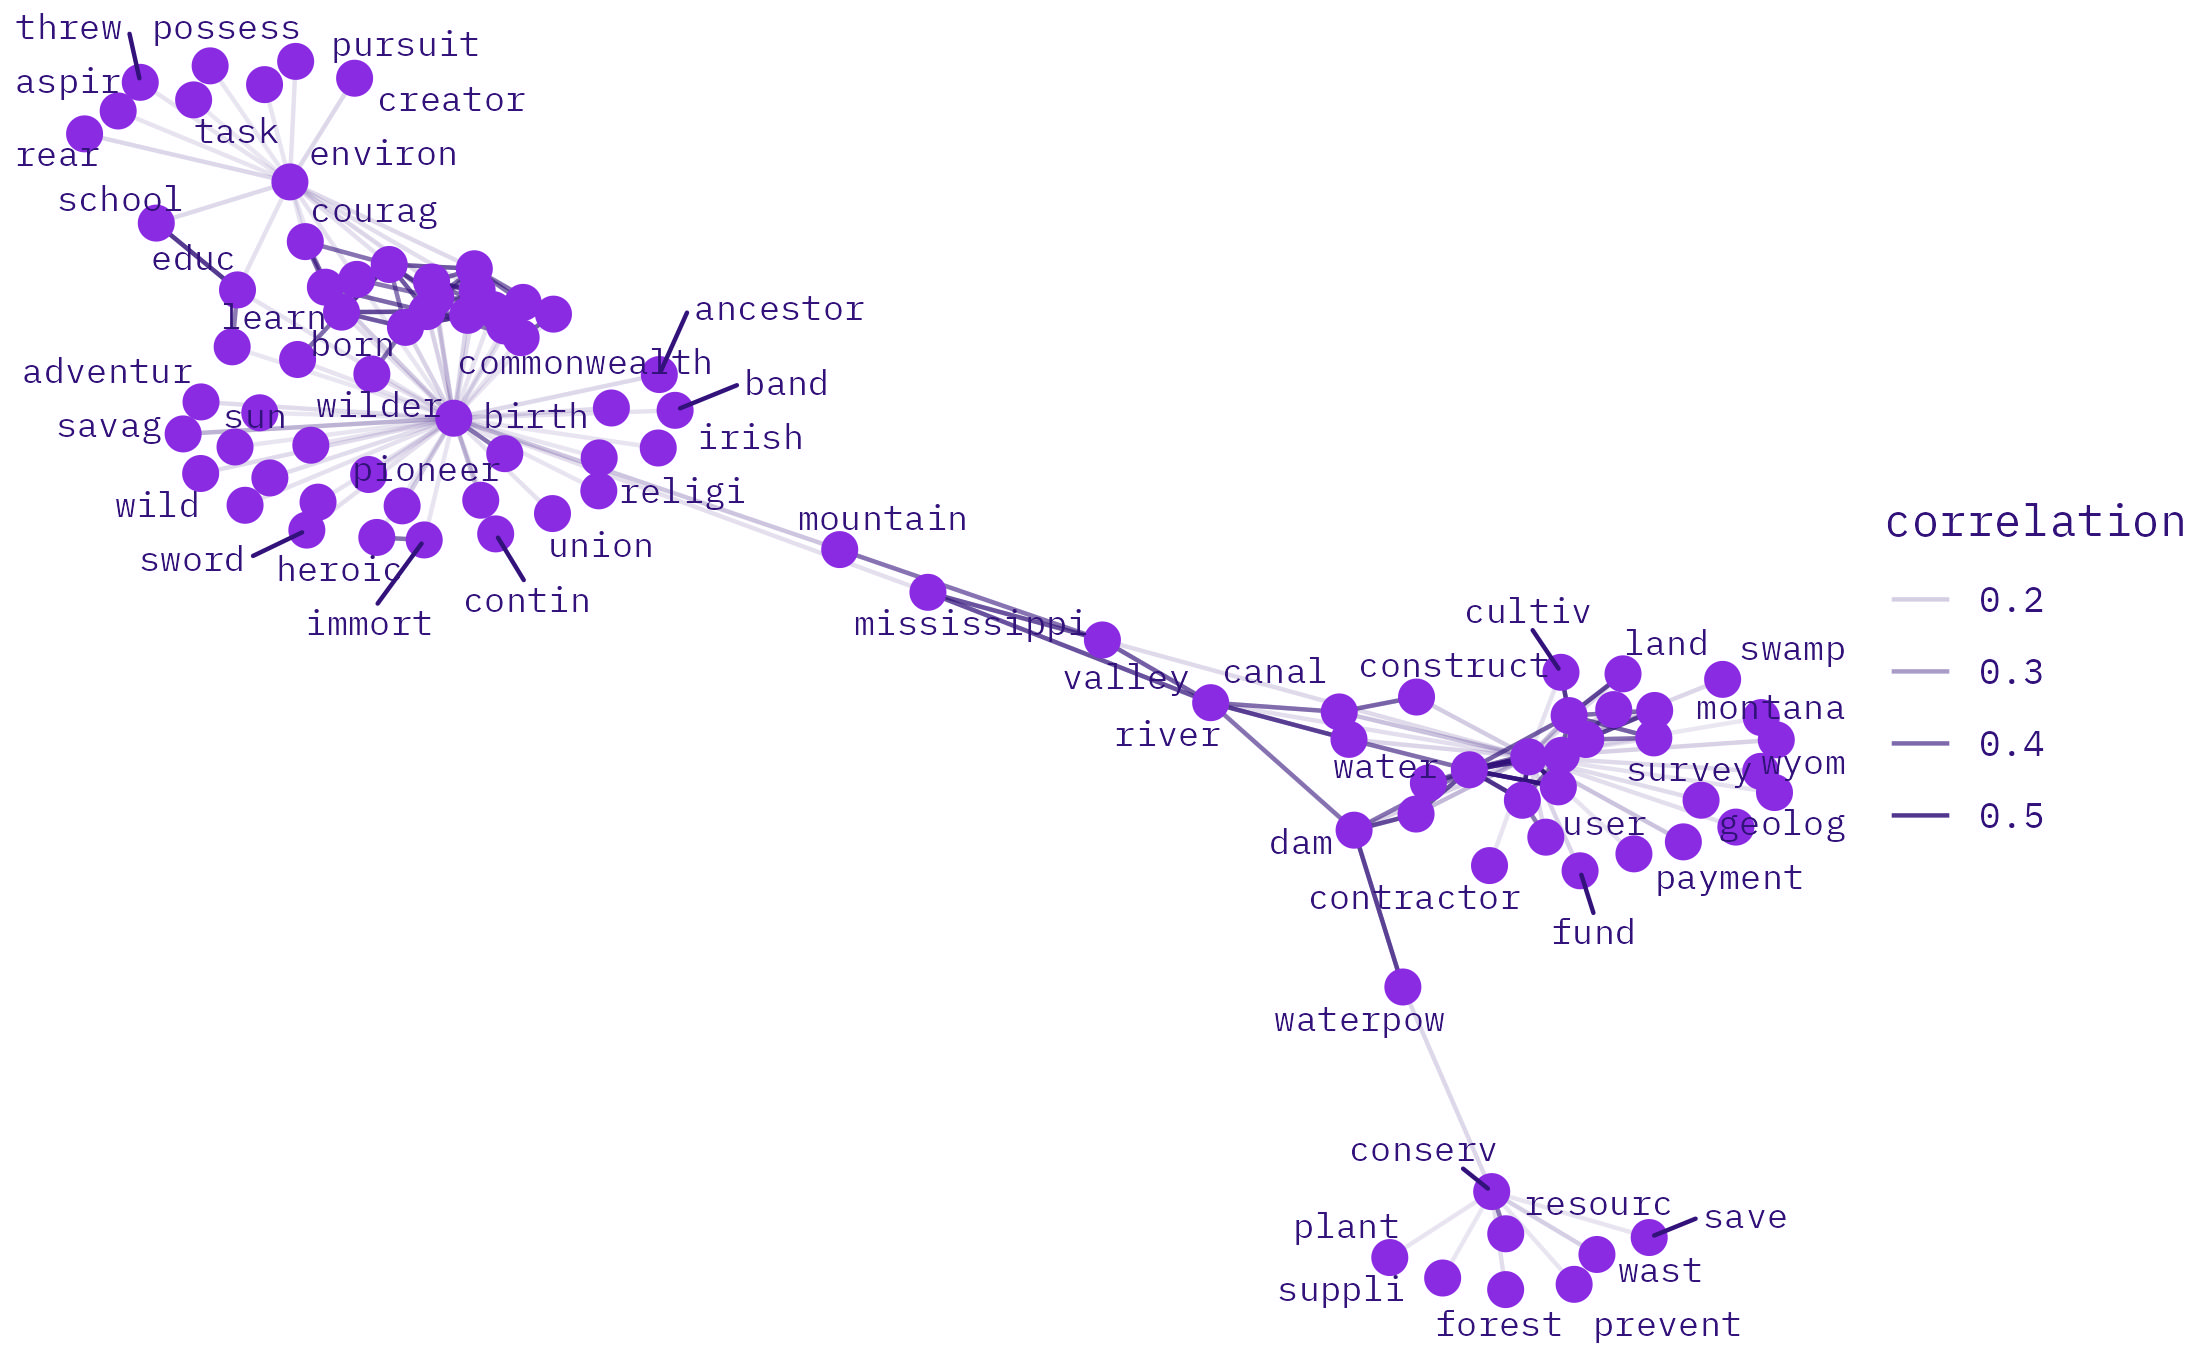 threw possess
pursuit
aspir
creator
task
rear
environ
school
courag
educ
learn
born
ancestor
commonwealth
adventur
band
wilder
sun
birth
savag
irish
pioneer
religi
wild
sword
heroic
union
contin
immort
mountain
mississippi
valley
river
canal
construct
cultiv
land
swamp
montana
water
survey
wyom
user
geolog
dam
payment
contractor
fund
waterpow
conserv
resourc
save
plant
wast
suppli
forest
prevent
correlation
0.2
0.3
0.4
0.5